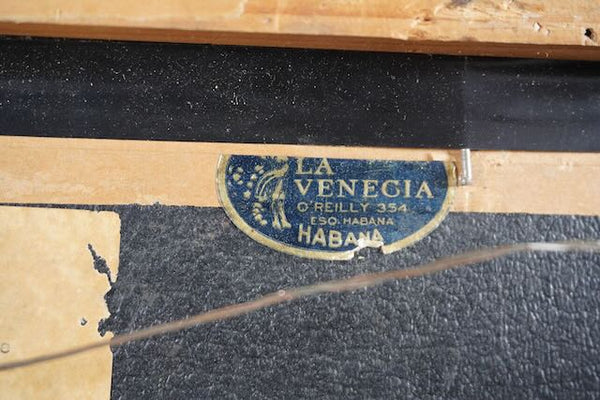 LA
VENECIA
O'REILLY 354
ESQ. HABANA
HABANA